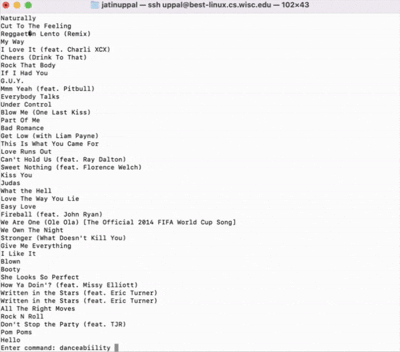 jatinuppal — ssh uppal@best-linux.cs.wisc.edu — 102×43
Naturally
Cut To The Feeling
Reggaet�n Lento (Remix)
My Way
I Love It (feat. Charli XCX)
Cheers (Drink To That)
Rock That Body
If I Had You
G.U.Y.
Mmm Yeah (feat. Pitbull)
Everybody Talks
Under Control
Blow Me (One Last Kiss)
Part Of Me
Bad Romance
Get Low (with Liam Payne)
This Is What You Came For
Love Runs Out
Can't Hold Us (feat. Ray Dalton)
Sweet Nothing (feat. Florence Welch)
Kiss You
Judas
What the Hell
Love The Way You Lie
Easy Love
Fireball (feat. John Ryan)
We Are One (Ole Ola) [The Official 2014 FIFA World Cup Song]
We Own The Night
Stronger (What Doesn't Kill You)
Give Me Everything
I Like It
Blown
Booty
She Looks So Perfect
How Ya Doin'? (feat. Missy Elliott)
Written in the Stars (feat. Eric Turner)
Written in the Stars (feat. Eric Turner)
All The Right Moves
Rock N Roll
Don't Stop the Party (feat. TJR)
Pom Poms
Hello
Enter command: danceabiility